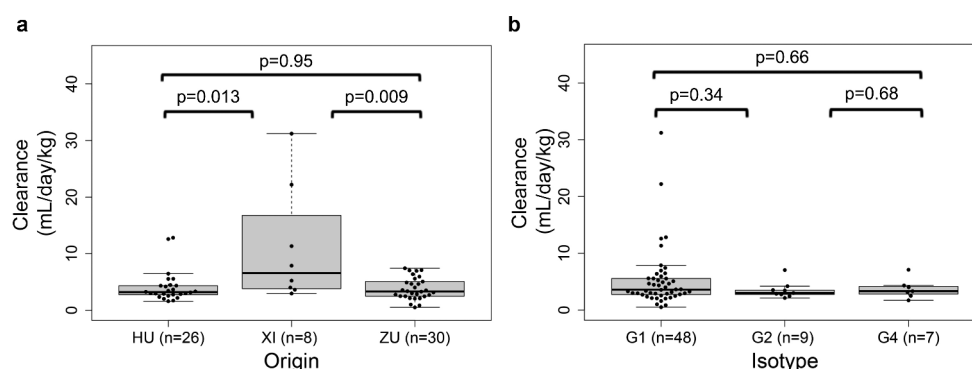 a
p=0.95
p=0.013
p=0.009
Clearance
(mL/day/kg)
0
10
20
30
40
HU (n=26)
XI (n=8)
ZU (n=30)
Origin
b
p=0.66
p=0.34
p=0.68
Clearance
(mL/day/kg)
0
10
20
30
40
G1 (n=48)
G2 (n=9)
G4 (n=7)
Isotype